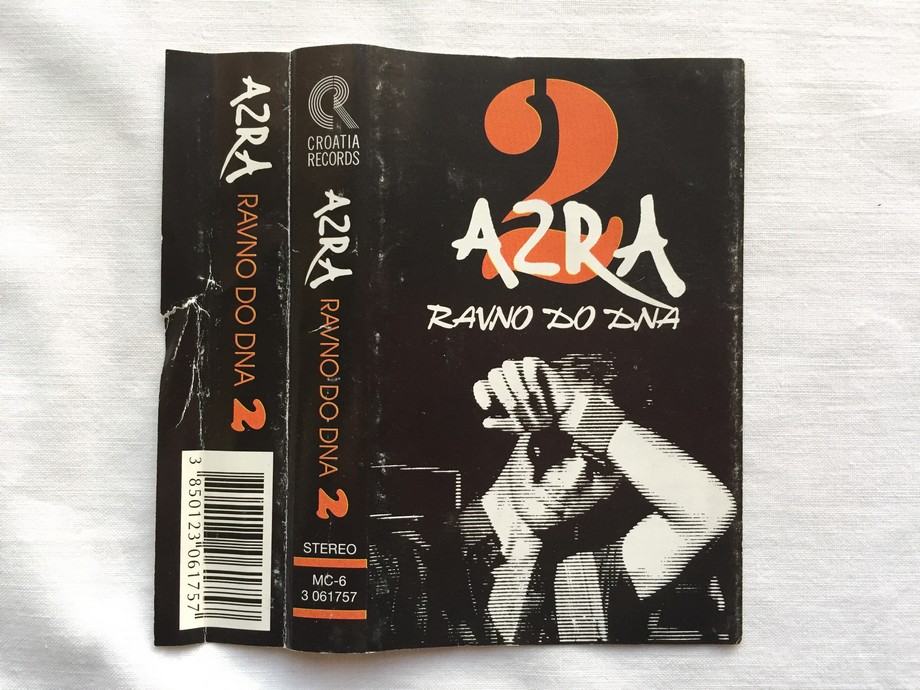 AZRA
RAVNO DO DNA
2
3 850123 061757
CROATIA
RECORDS
AZRA
RAVNO DO DNA
2
STEREO
MC-6
3 061757
2
AZRA
RAVNO DO DNA